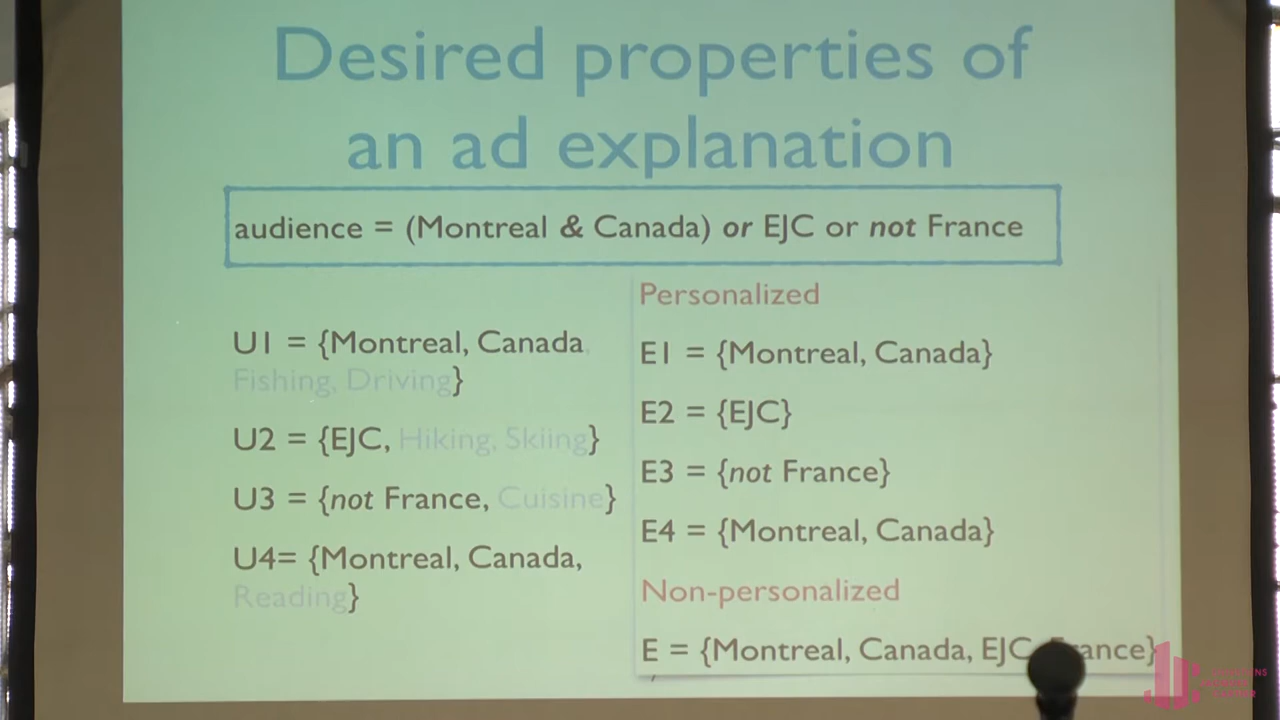 Desired properties of
an ad explanation
audience = (Montreal & Canada) or EJC or not France
U1 = {Montreal, Canada,
Fishing, Driving}
U2 = {EJC, Hiking, Skiing}
U3 = {not France, Cuisine}
U4= {Montreal, Canada,
Reading}
Personalized
E1 = {Montreal, Canada}
E2 = {EJC}
E3 = {not France}
E4 = {Montreal, Canada}
Non-personalized
E = {Montreal, Canada, EJC, France}